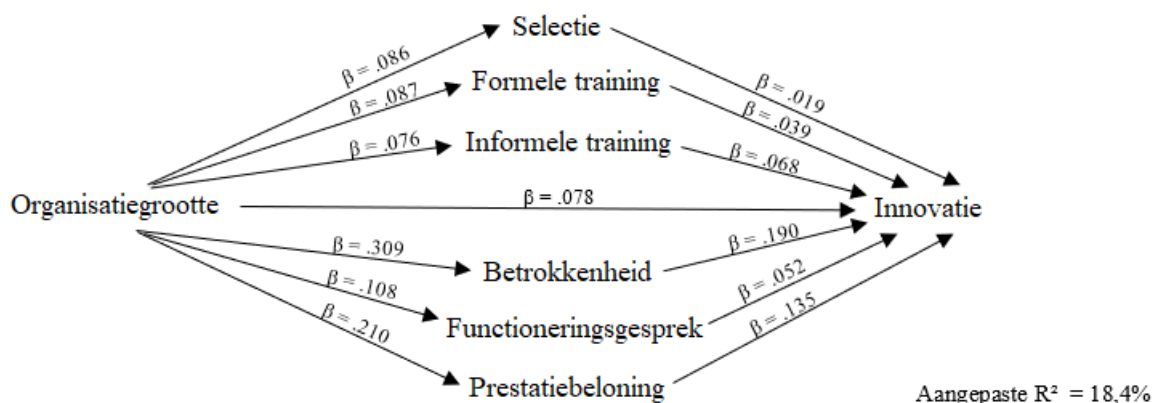 Selectie
β = .086
β = .019
Formele training
β = .087
β = .039
Informele training
β = .076
β = .068
Organisatiegrootte
β = .078
Innovatie
β = .309
Betrokkenheid
β = .190
β = .108
Functioneringsgesprek
β = .052
β = .210
Prestatiebeloning
β = .135
Aangepaste R² = 18,4%